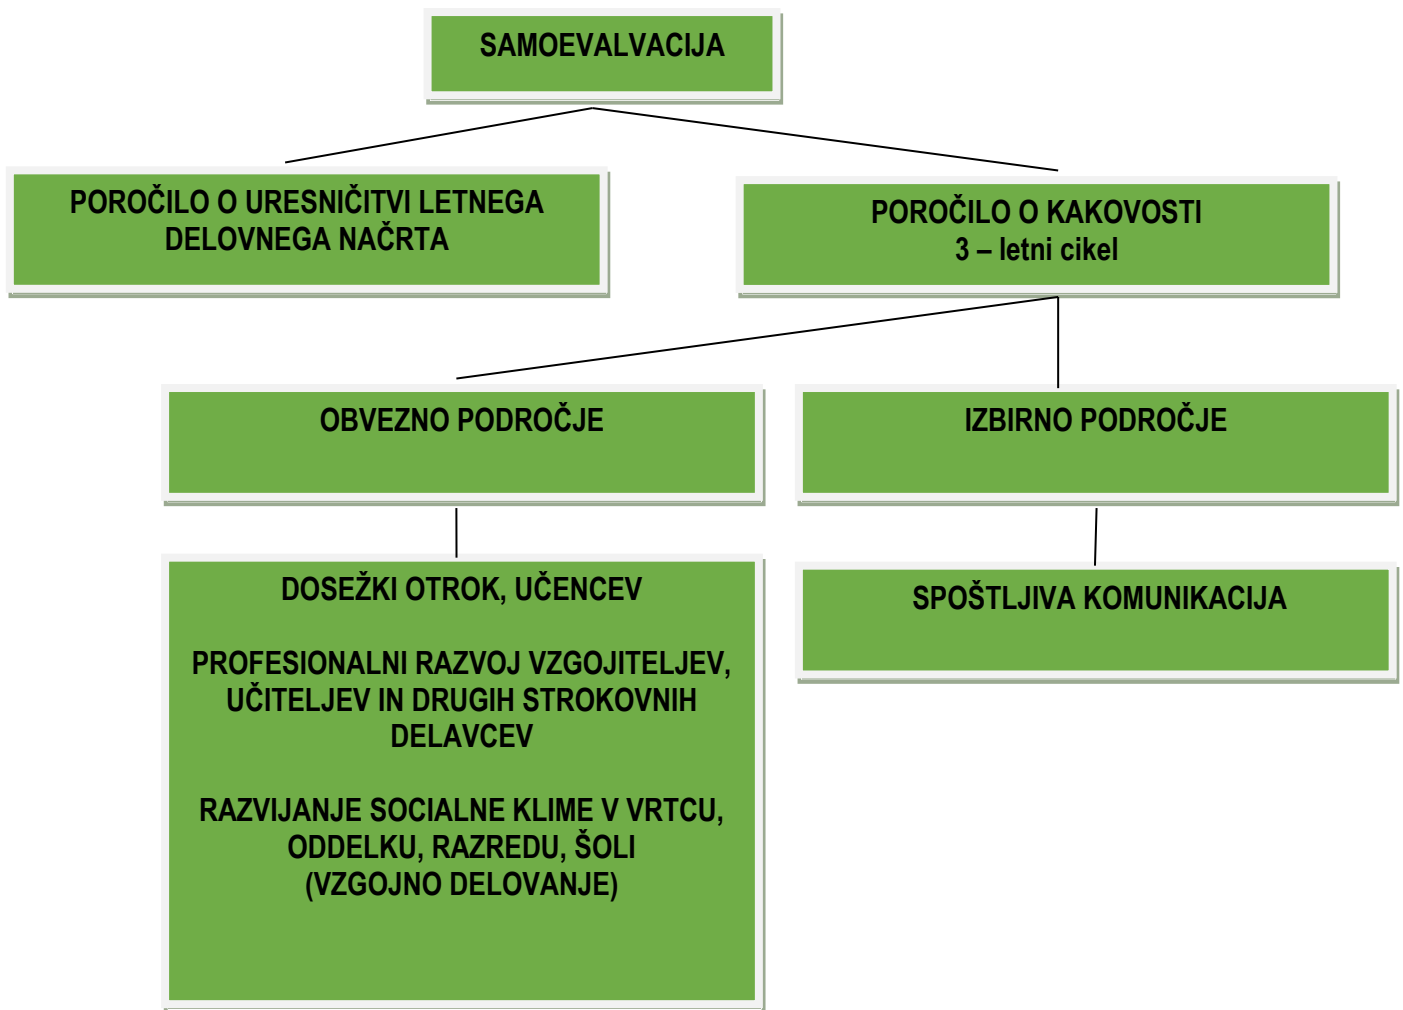 SAMOEVALVACIJA
POROČILO O URESNIČITVI LETNEGA
DELOVNEGA NAČRTA
POROČILO O KAKOVOSTI
3 – letni cikel
OBVEZNO PODROČJE
IZBIRNO PODROČJE
DOSEŽKI OTROK, UČENCEV
PROFESIONALNI RAZVOJ VZGOJITELJEV,
UČITELJEV IN DRUGIH STROKOVNIH
DELAVCEV
RAZVIJANJE SOCIALNE KLIME V VRTCU,
ODDELKU, RAZREDU, ŠOLI
(VZGOJNO DELOVANJE)
SPOŠTLJIVA KOMUNIKACIJA